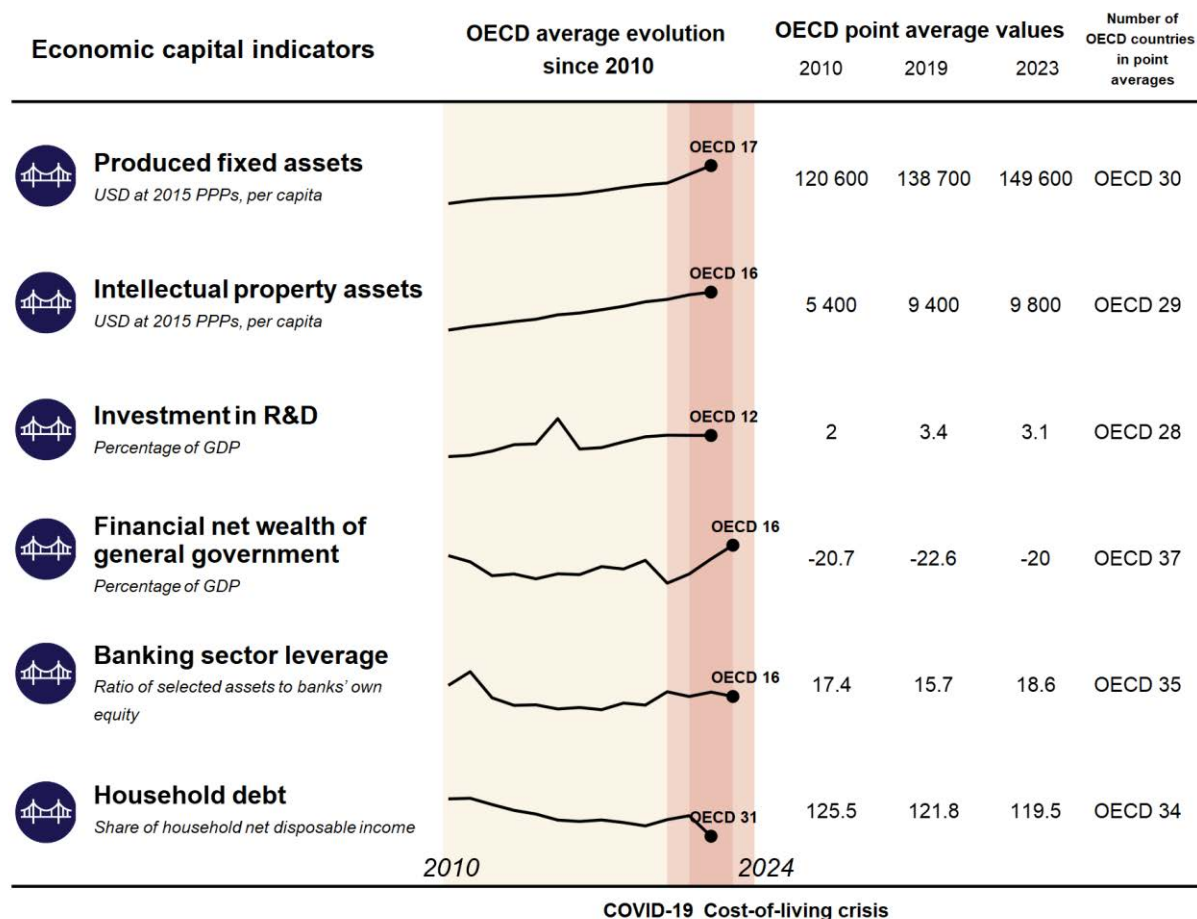 Economic capital indicators
OECD average evolution
since 2010
OECD point average values
2010 2019 2023
Number of
OECD countries
in point
averages
Produced fixed assets
USD at 2015 PPPs, per capita
OECD 17
120 600 138 700 149 600 OECD 30
Intellectual property assets
USD at 2015 PPPs, per capita
OECD 16
5 400 9 400 9 800 OECD 29
Investment in R&D
Percentage of GDP
OECD 12
2 3.4 3.1 OECD 28
Financial net wealth of
general government
Percentage of GDP
OECD 16
-20.7 -22.6 -20 OECD 37
Banking sector leverage
Ratio of selected assets to banks' own
equity
OECD 16
17.4 15.7 18.6 OECD 35
Household debt
Share of household net disposable income
OECD 31
125.5 121.8 119.5 OECD 34
2010 2024
COVID-19 Cost-of-living crisis